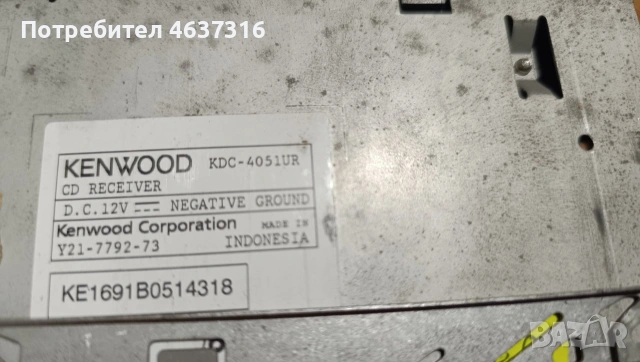 Потребител 4637316
KENWOOD KDC-4051UR
CD RECEIVER
D.C.12V NEGATIVE GROUND
Kenwood Corporation MADE IN
Y21-7792-73 INDONESIA
KE1691B0514318
BAZAR